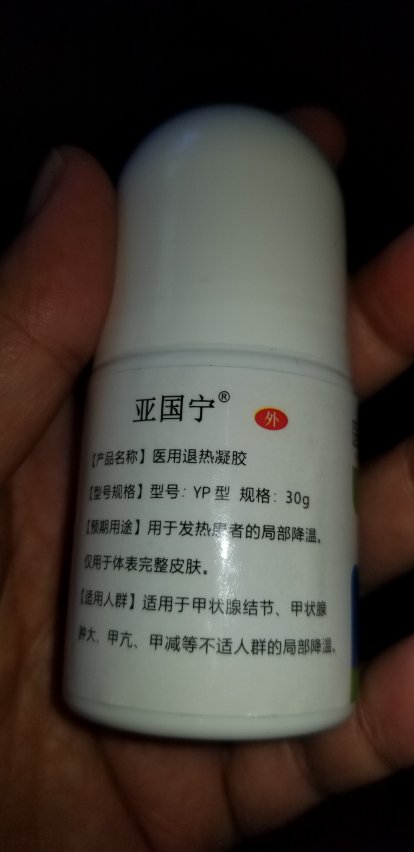 亚国宁®
外
【产品名称】医用退热凝胶
【型号规格】型号：YP型 规格：30g
【预期用途】用于发热患者的局部降温。
仅用于体表完整皮肤。
【适用人群】适用于甲状腺结节、甲状腺
肿大、甲亢、甲减等不适人群的局部降温。